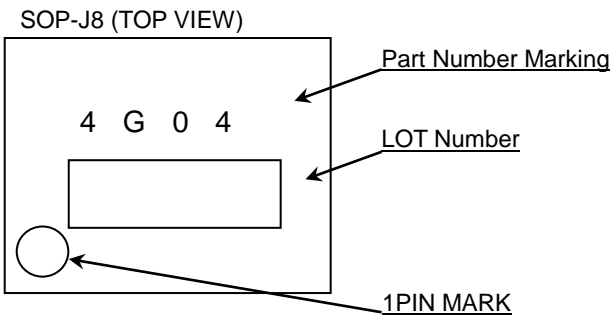 SOP-J8 (TOP VIEW)
Part Number Marking
4 G 0 4
LOT Number
1PIN MARK